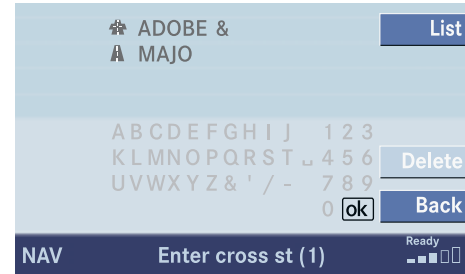 ADOBE &
List
MAJO
A B C D E F G H I J 1 2 3
K L M N O P Q R S T ␣ 4 5 6
Delete
U V W X Y Z & ' / - 7 8 9
0 ok
Back
NAV
Enter cross st (1)
Ready